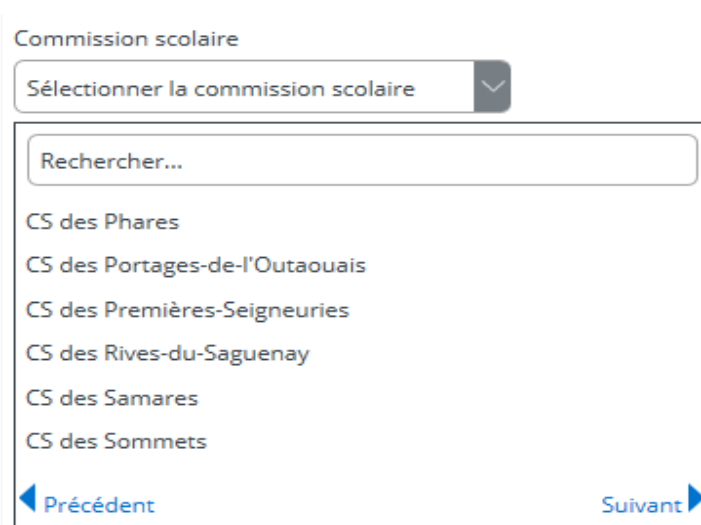 Commission scolaire
Sélectionner la commission scolaire
Rechercher...
CS des Phares
CS des Portages-de-l'Outaouais
CS des Premières-Seigneuries
CS des Rives-du-Saguenay
CS des Samares
CS des Sommets
Précédent Suivant